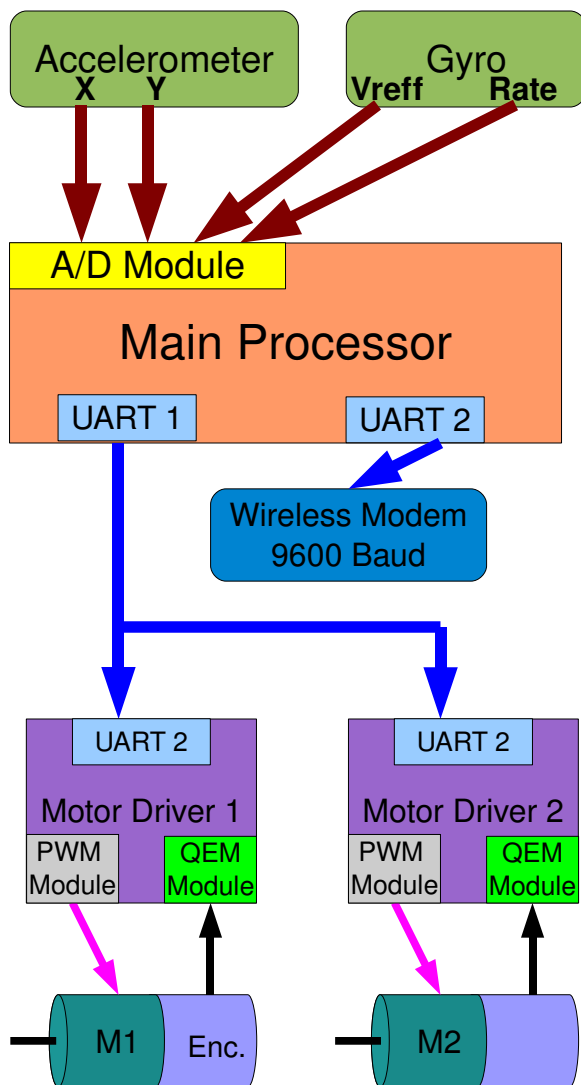 Accelerometer
X Y
Gyro
Vreff Rate
A/D Module
Main Processor
UART 1
UART 2
Wireless Modem
9600 Baud
UART 2
Motor Driver 1
PWM
Module
QEM
Module
UART 2
Motor Driver 2
PWM
Module
QEM
Module
M1
Enc.
M2